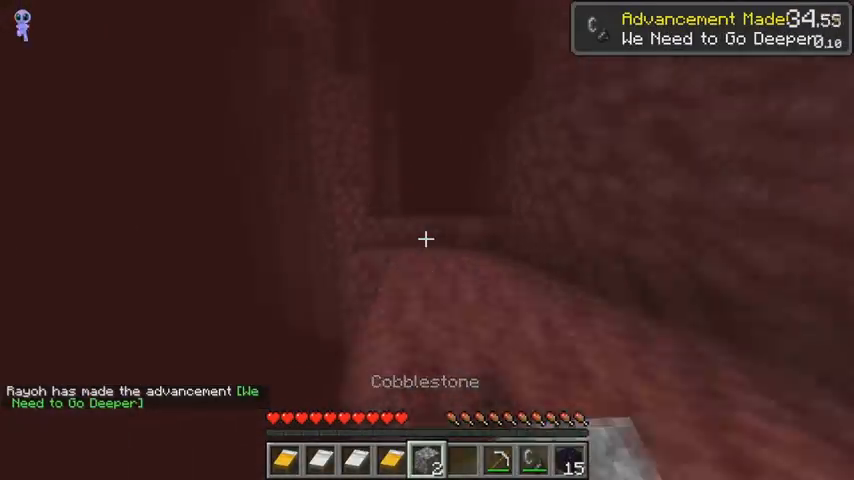 Advancement Made
34.59
We Need to Go Deeper
0.10
Rayoh has made the advancement [We
Need to Go Deeper]
Cobblestone
2
15